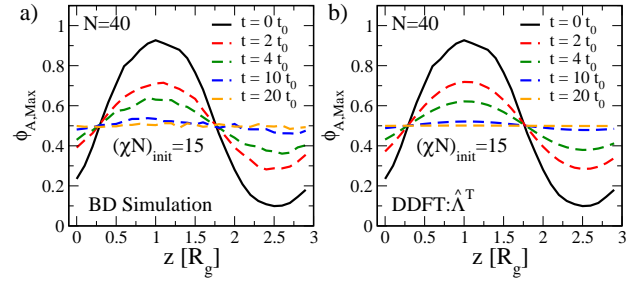 a)
N=40
t = 0 t₀
t = 2 t₀
t = 4 t₀
t = 10 t₀
t = 20 t₀
(χN)init=15
BD Simulation
ϕA,Max
1
0.8
0.6
0.4
0.2
0
0 0.5 1 1.5 2 2.5 3
z [Rg]
b)
N=40
t = 0 t₀
t = 2 t₀
t = 4 t₀
t = 10 t₀
t = 20 t₀
(χN)init=15
DDFT:Λ̂ᵀ
ϕA,Max
1
0.8
0.6
0.4
0.2
0
0 0.5 1 1.5 2 2.5 3
z [Rg]